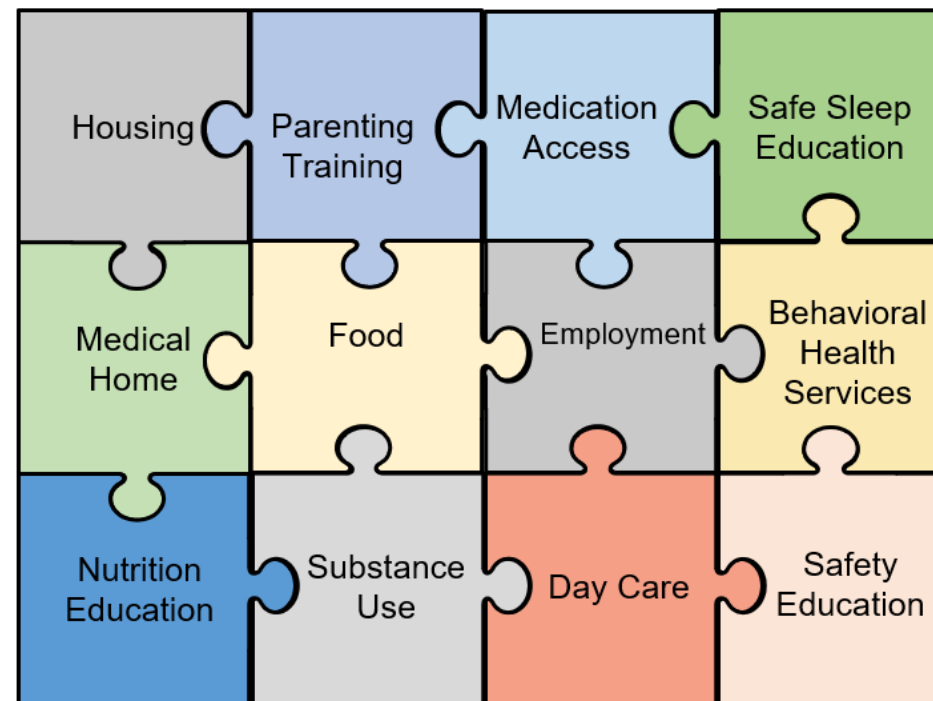 Housing
Parenting
Training
Medication
Access
Safe Sleep
Education
Medical
Home
Food
Employment
Behavioral
Health
Services
Nutrition
Education
Substance
Use
Day Care
Safety
Education